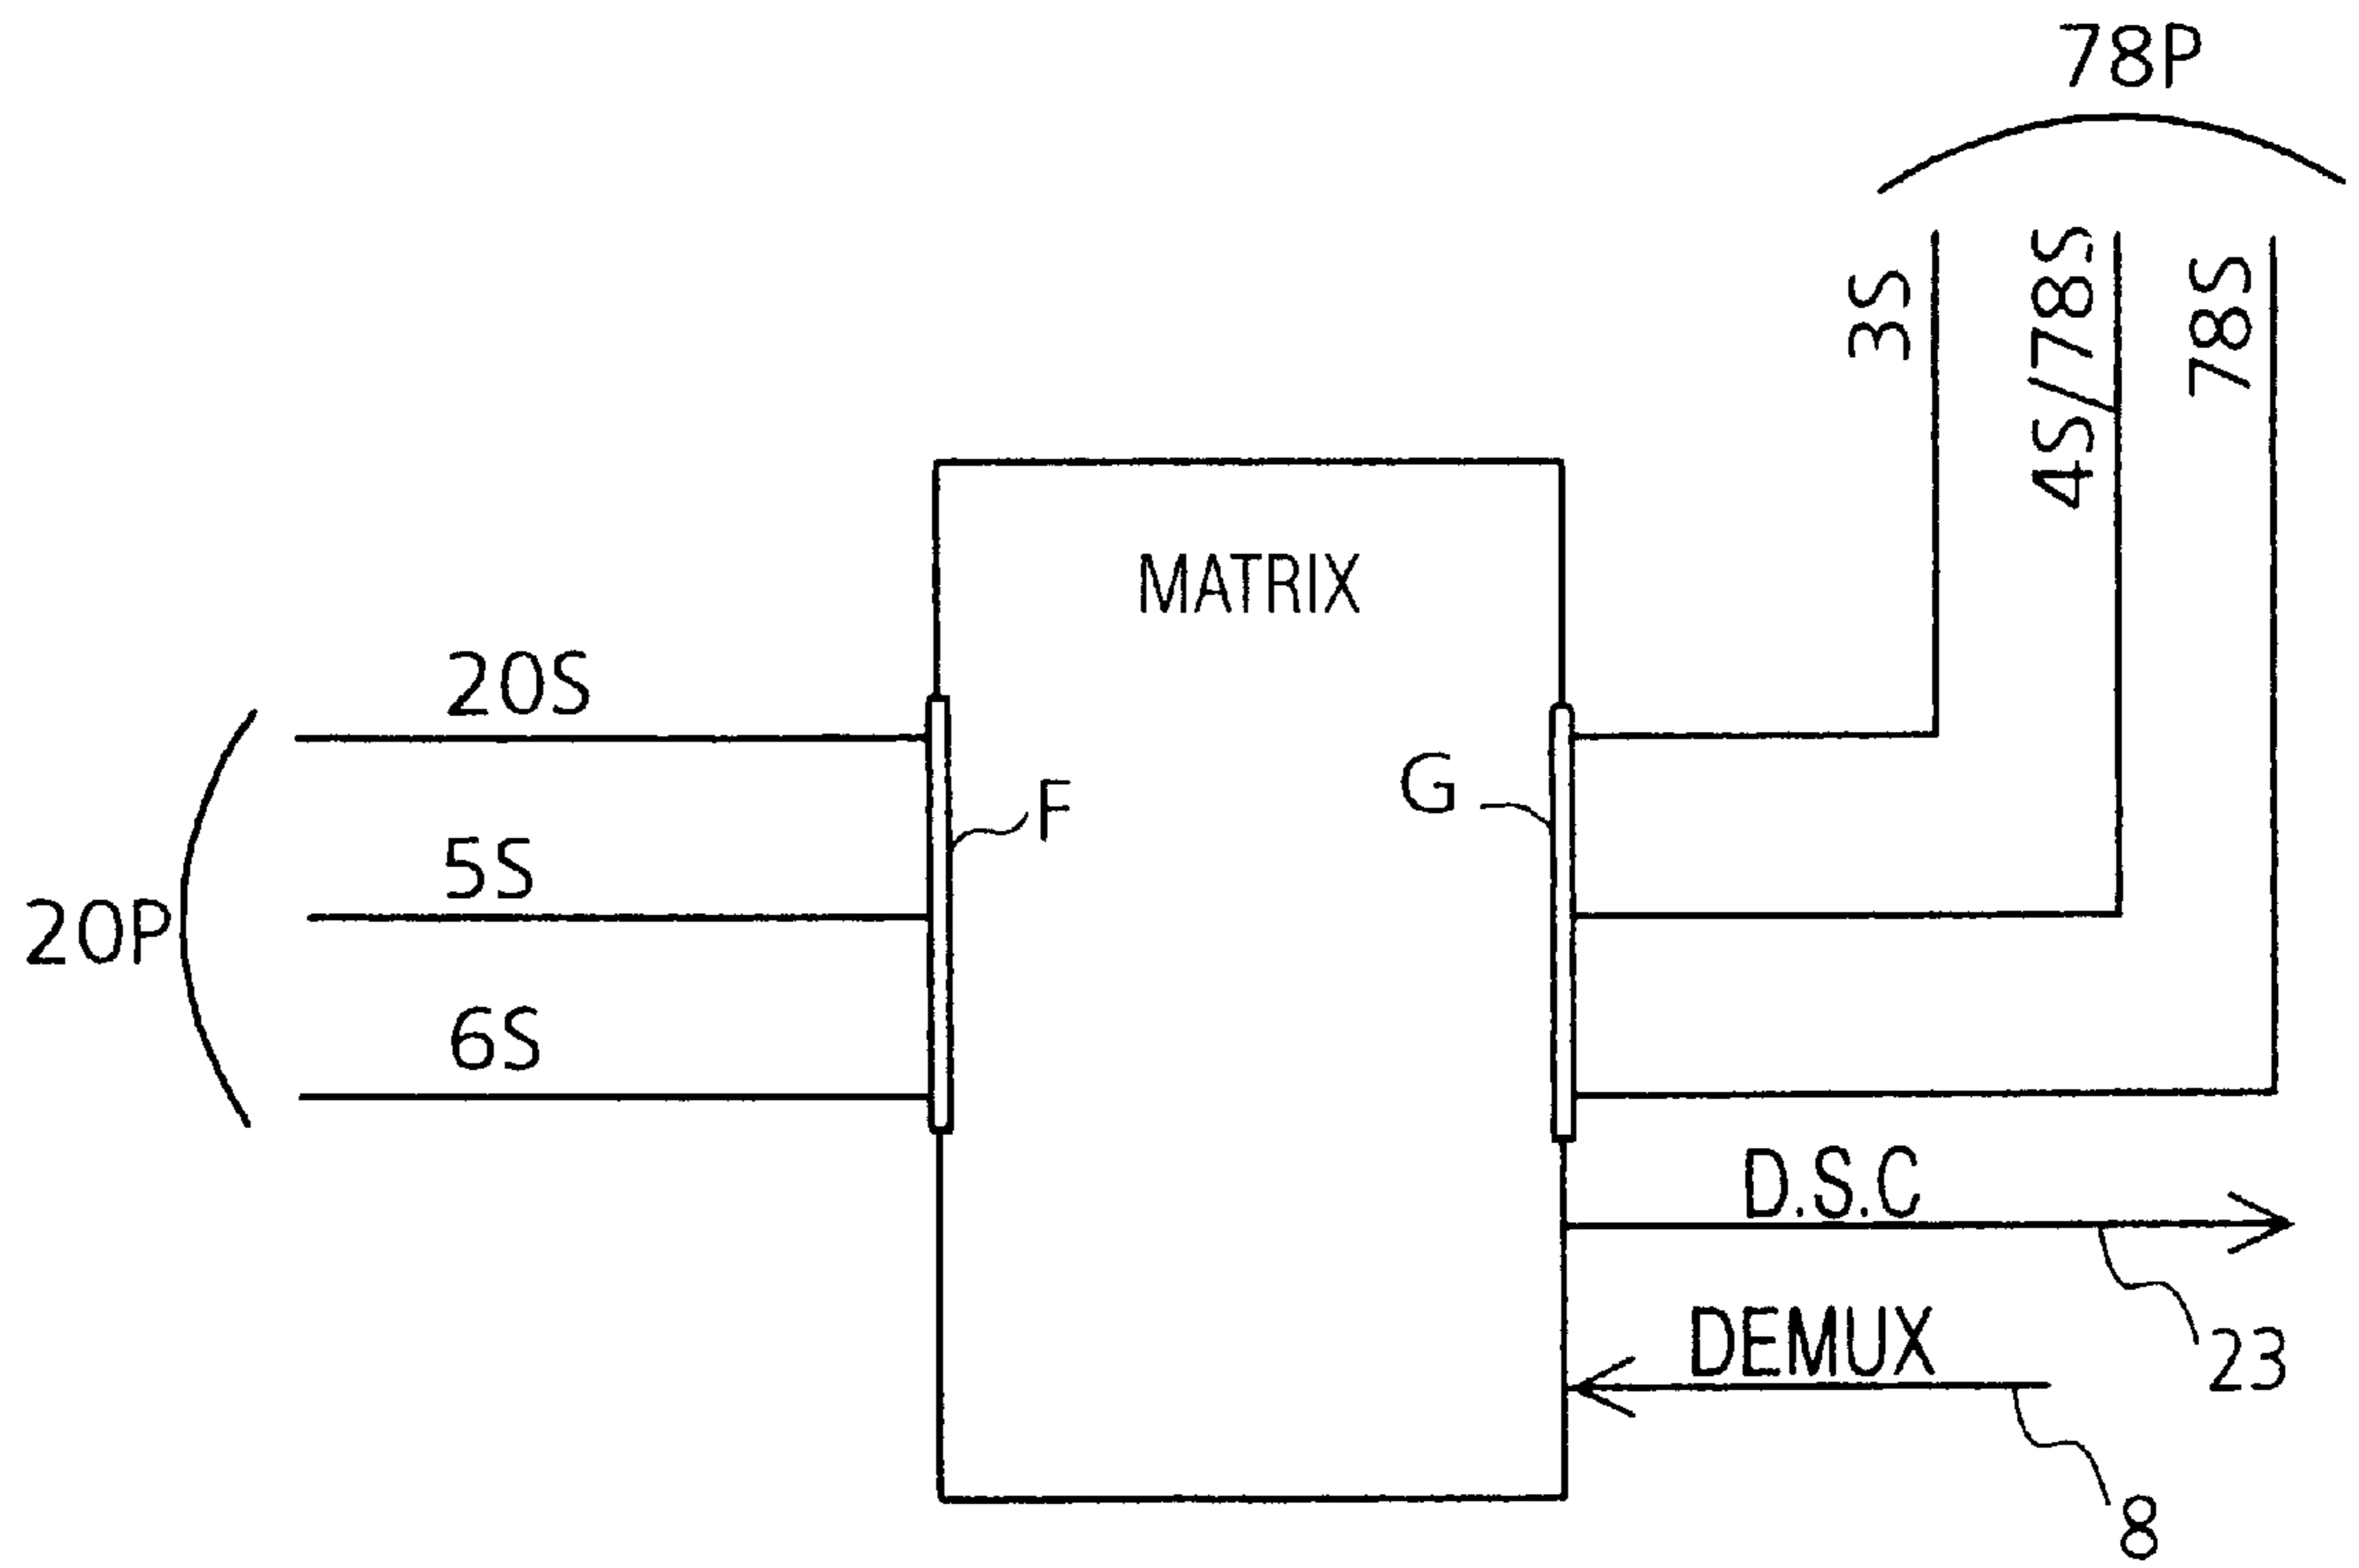 78P
3S
4S/78S
78S
MATRIX
20S
F
G
5S
20P
6S
D.S.C
DEMUX
23
8